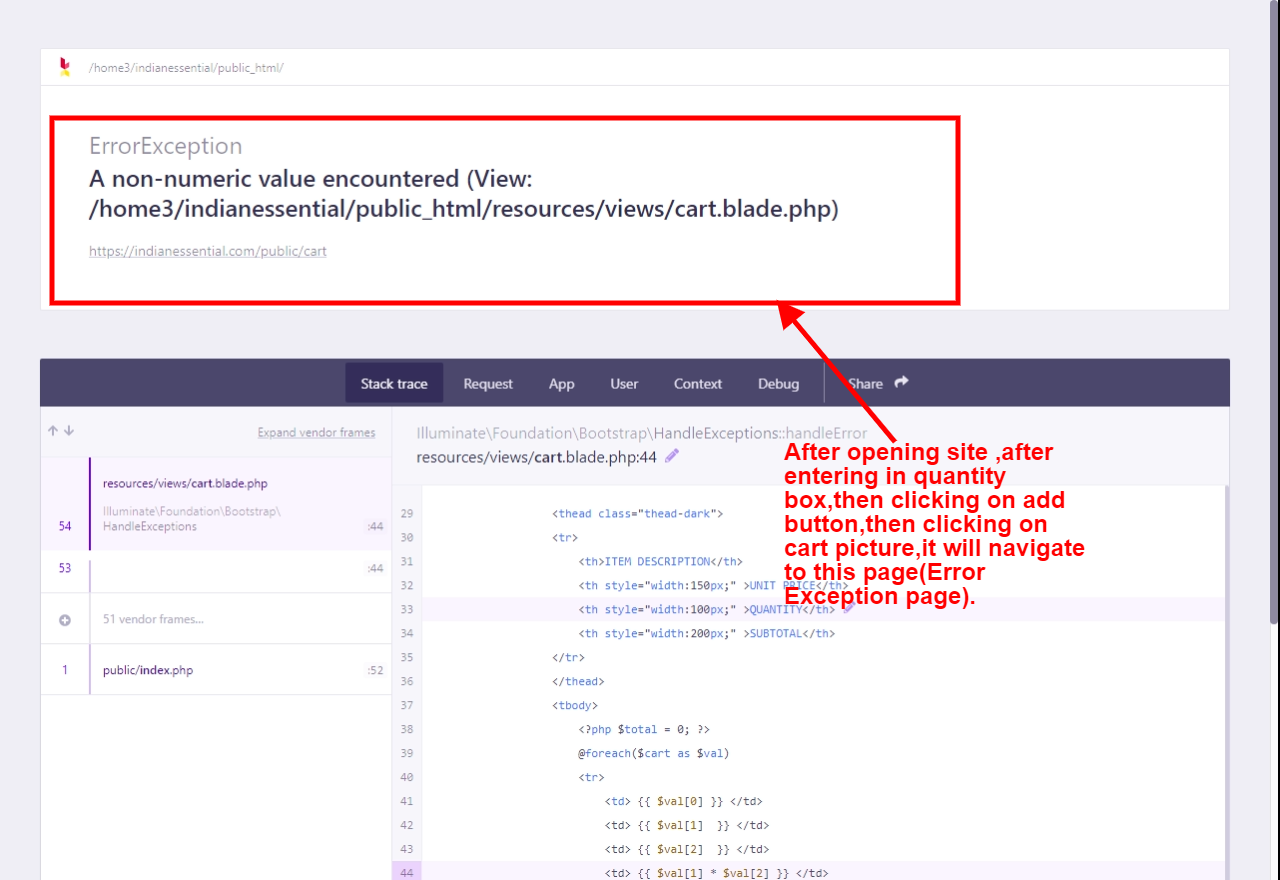 /home3/indianessential/public_html/
ErrorException
A non-numeric value encountered (View:
/home3/indianessential/public_html/resources/views/cart.blade.php)
https://indianessential.com/public/cart
Stack trace Request App User Context Debug Share
Expand vendor frames
resources/views/cart.blade.php
Illuminate\Foundation\Bootstrap\
54 HandleExceptions :44
53 :44
51 vendor frames...
1 public/index.php :52
Illuminate\Foundation\Bootstrap\HandleExceptions::handleError
resources/views/cart.blade.php:44
After opening site ,after
entering in quantity
box,then clicking on add
button,then clicking on
cart picture,it will navigate
to this page(Error
Exception page).
29 <thead class="thead-dark">
30 <tr>
31 <th>ITEM DESCRIPTION</th>
32 <th style="width:150px;" >UNIT PRICE</th>
33 <th style="width:100px;" >QUANTITY</th>
34 <th style="width:200px;" >SUBTOTAL</th>
35 </tr>
36 </thead>
37 <tbody>
38 <?php $total = 0; ?>
39 @foreach($cart as $val)
40 <tr>
41 <td> {{ $val[0] }} </td>
42 <td> {{ $val[1]  }} </td>
43 <td> {{ $val[2]  }} </td>
44 <td> {{ $val[1] * $val[2] }} </td>